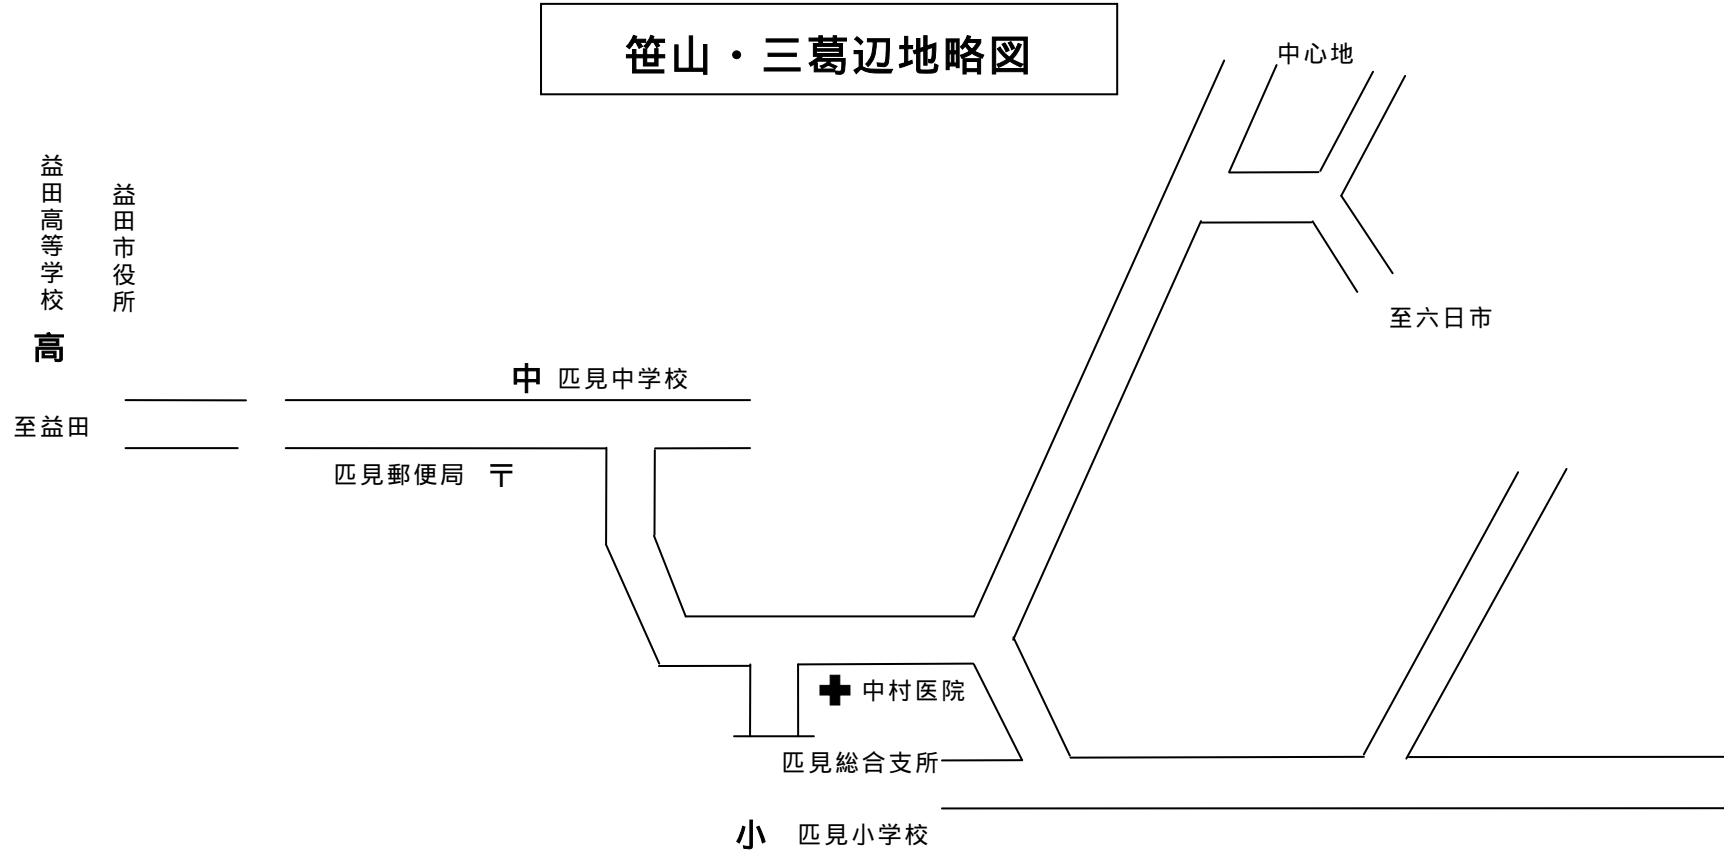 笹山・三葛辺地略図
中心地
益田高等学校
益田市役所
至六日市
高
中 匹見中学校
至益田
匹見郵便局 〒
中村医院
匹見総合支所
小 匹見小学校